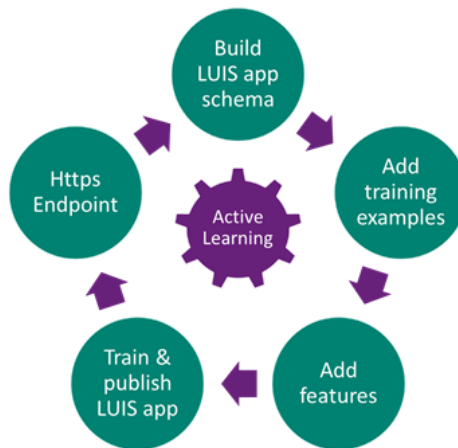 Build
LUIS app
schema
Add
training
examples
Add
features
Train &
publish
LUIS app
Https
Endpoint
Active
Learning